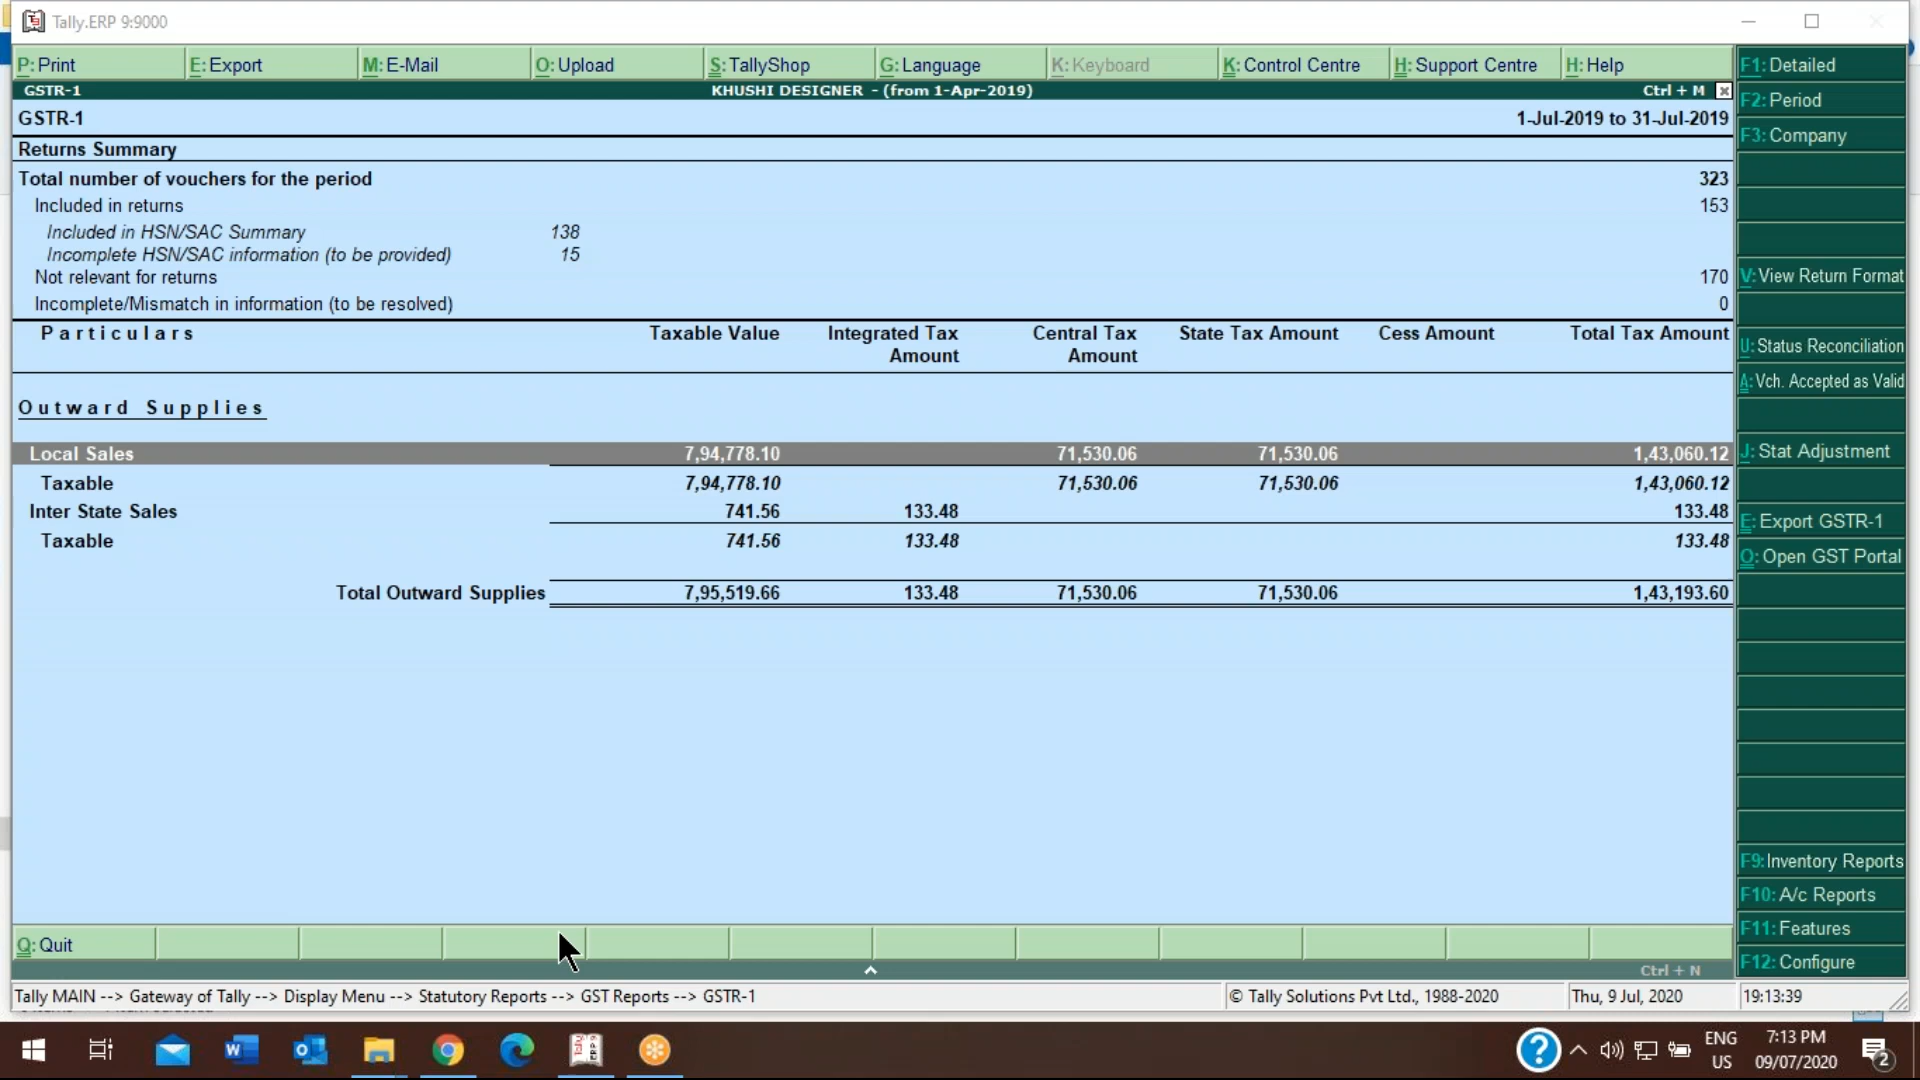 Tally.ERP 9:9000
P: Print E: Export M: E-Mail O: Upload S: TallyShop G: Language K: Keyboard K: Control Centre H: Support Centre H: Help
GSTR-1 KHUSHI DESIGNER - (from 1-Apr-2019) Ctrl + M
GSTR-1 1-Jul-2019 to 31-Jul-2019
Returns Summary
Total number of vouchers for the period 323
Included in returns 153
Included in HSN/SAC Summary 138
Incomplete HSN/SAC information (to be provided) 15
Not relevant for returns 170
Incomplete/Mismatch in information (to be resolved) 0
Particulars Taxable Value Integrated Tax Central Tax State Tax Amount Cess Amount Total Tax Amount
Amount Amount
Outward Supplies
Local Sales 7,94,778.10 71,530.06 71,530.06 1,43,060.12
Taxable 7,94,778.10 71,530.06 71,530.06 1,43,060.12
Inter State Sales 741.56 133.48 133.48
Taxable 741.56 133.48 133.48
Total Outward Supplies 7,95,519.66 133.48 71,530.06 71,530.06 1,43,193.60
F1: Detailed
F2: Period
F3: Company
V: View Return Format
U: Status Reconciliation
A: Vch. Accepted as Valid
J: Stat Adjustment
E: Export GSTR-1
O: Open GST Portal
F9: Inventory Reports
F10: A/c Reports
F11: Features
F12: Configure
Q: Quit
Ctrl + N
Tally MAIN --> Gateway of Tally --> Display Menu --> Statutory Reports --> GST Reports --> GSTR-1 © Tally Solutions Pvt Ltd., 1988-2020 Thu, 9 Jul, 2020 19:13:39
ENG 7:13 PM
US 09/07/2020 2